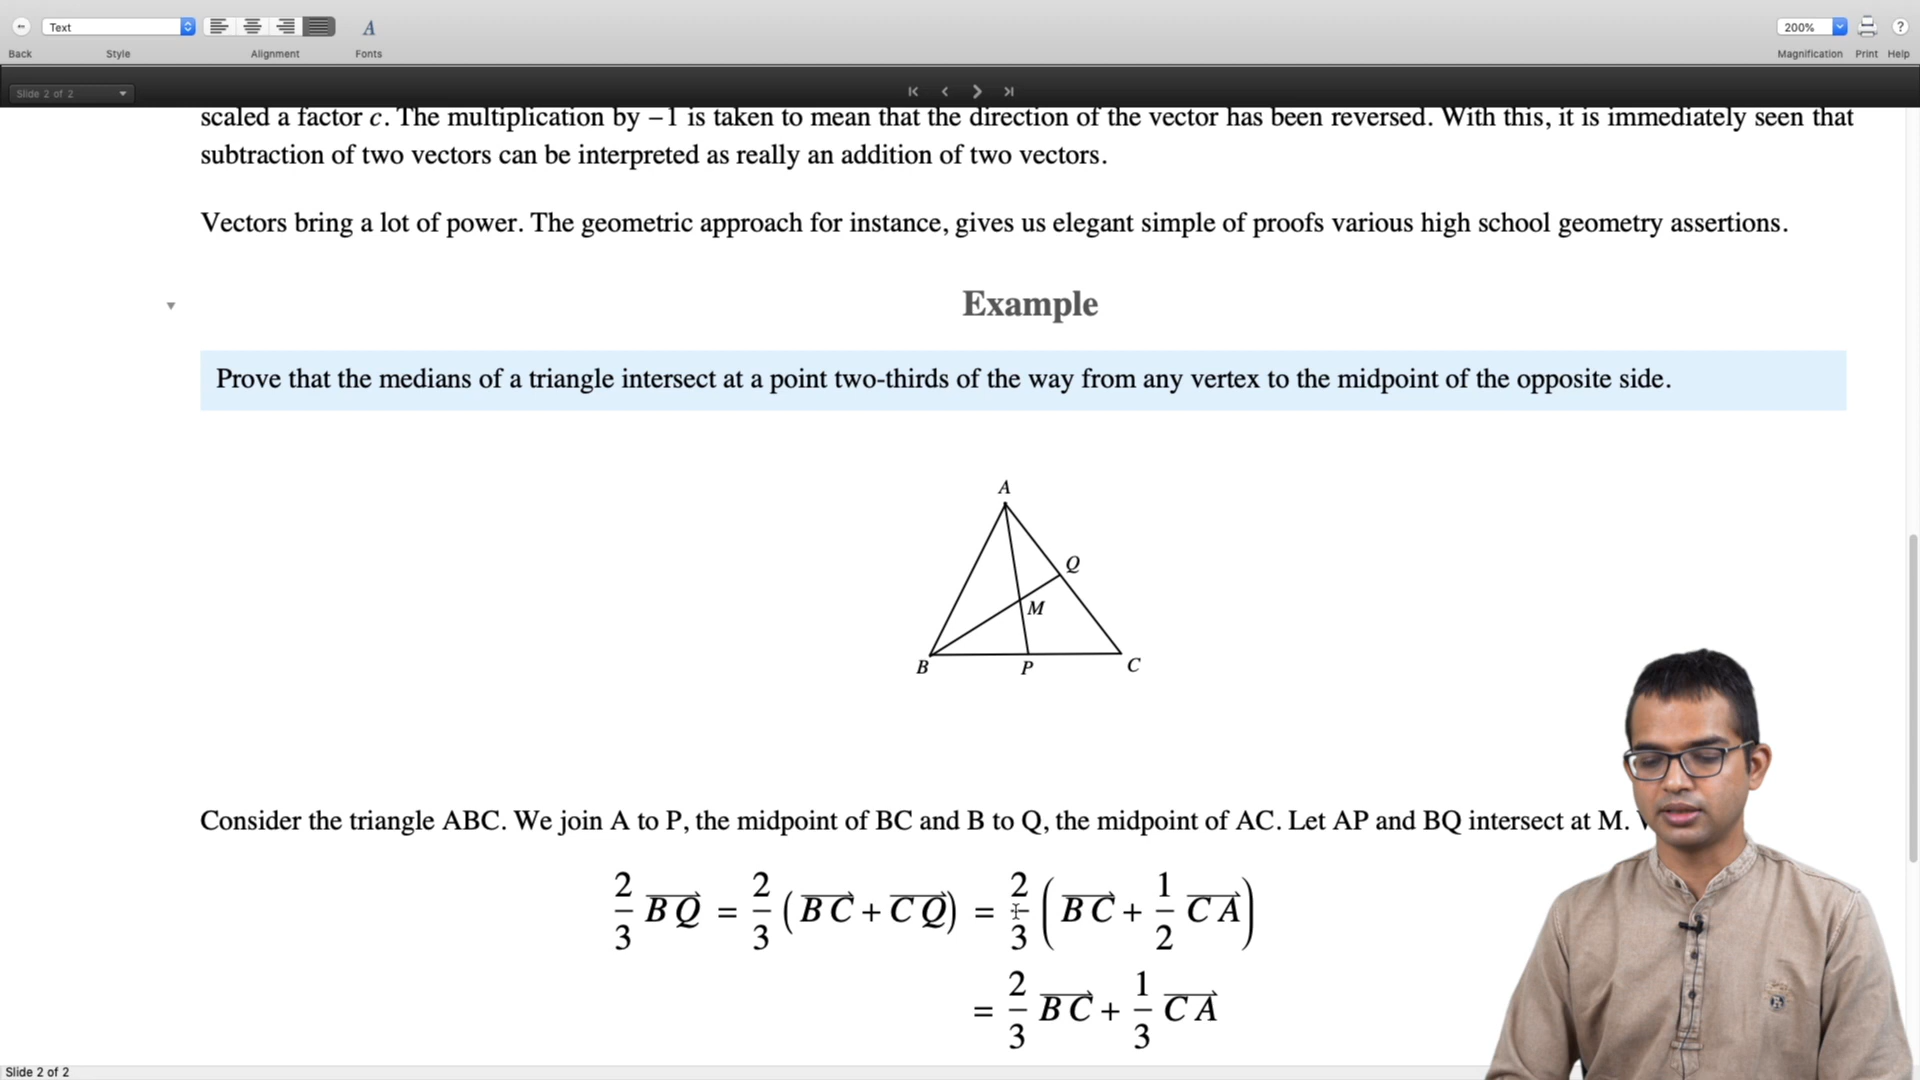 Text
200%
Back
Style
Alignment
Fonts
Magnification
Print
Help
Slide 2 of 2
scaled a factor c. The multiplication by −1 is taken to mean that the direction of the vector has been reversed. With this, it is immediately seen that
subtraction of two vectors can be interpreted as really an addition of two vectors.
Vectors bring a lot of power. The geometric approach for instance, gives us elegant simple of proofs various high school geometry assertions.
Example
Prove that the medians of a triangle intersect at a point two-thirds of the way from any vertex to the midpoint of the opposite side.
A
Q
M
B
P
C
Consider the triangle ABC. We join A to P, the midpoint of BC and B to Q, the midpoint of AC. Let AP and BQ intersect at M.
2/3 \overrightarrow{BQ} = 2/3 (\overrightarrow{BC} + \overrightarrow{CQ}) = 2/3 (\overrightarrow{BC} + 1/2 \overrightarrow{CA})
= 2/3 \overrightarrow{BC} + 1/3 \overrightarrow{CA}
Slide 2 of 2